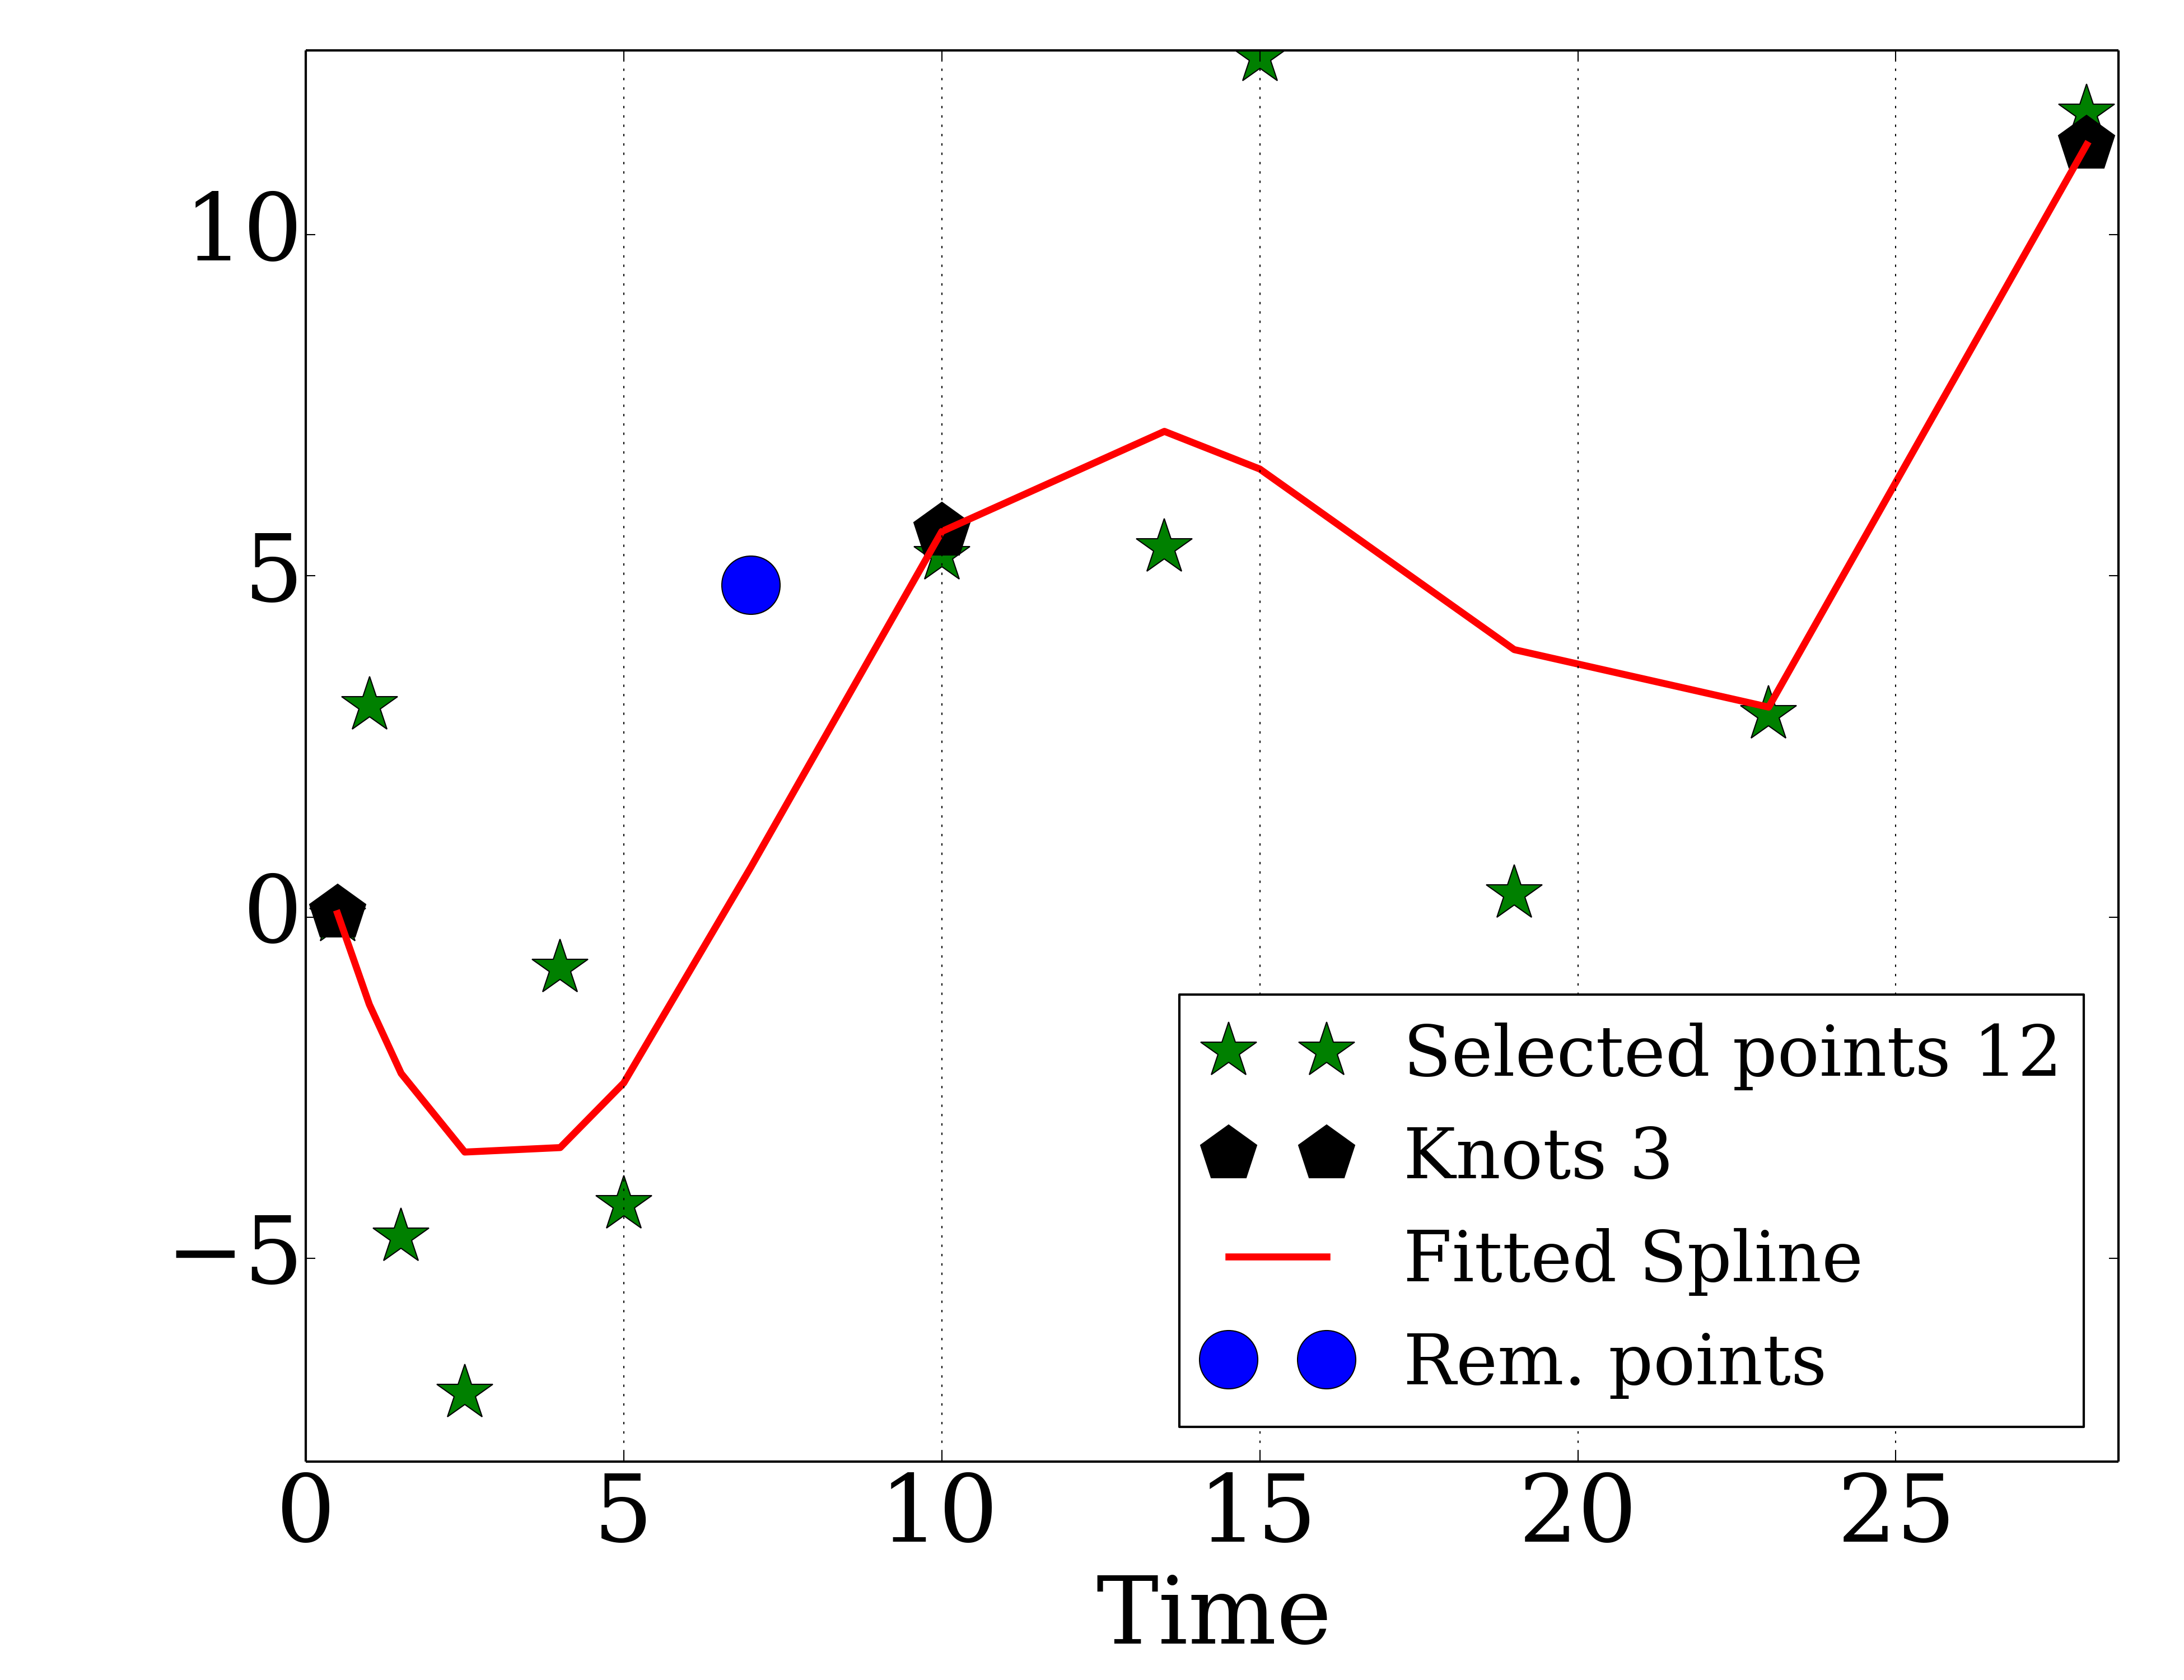 10
5
0
−5
0 5 10 15 20 25
Time
Selected points 12
Knots 3
Fitted Spline
Rem. points